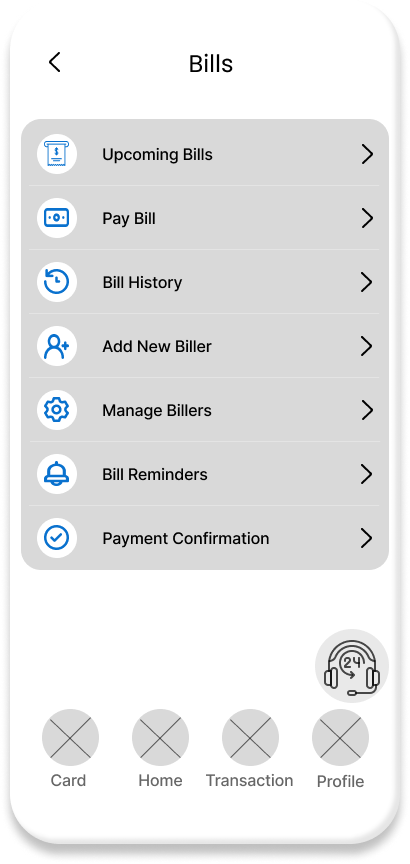 Bills
Upcoming Bills
Pay Bill
Bill History
Add New Biller
Manage Billers
Bill Reminders
Payment Confirmation
24
Card
Home
Transaction
Profile